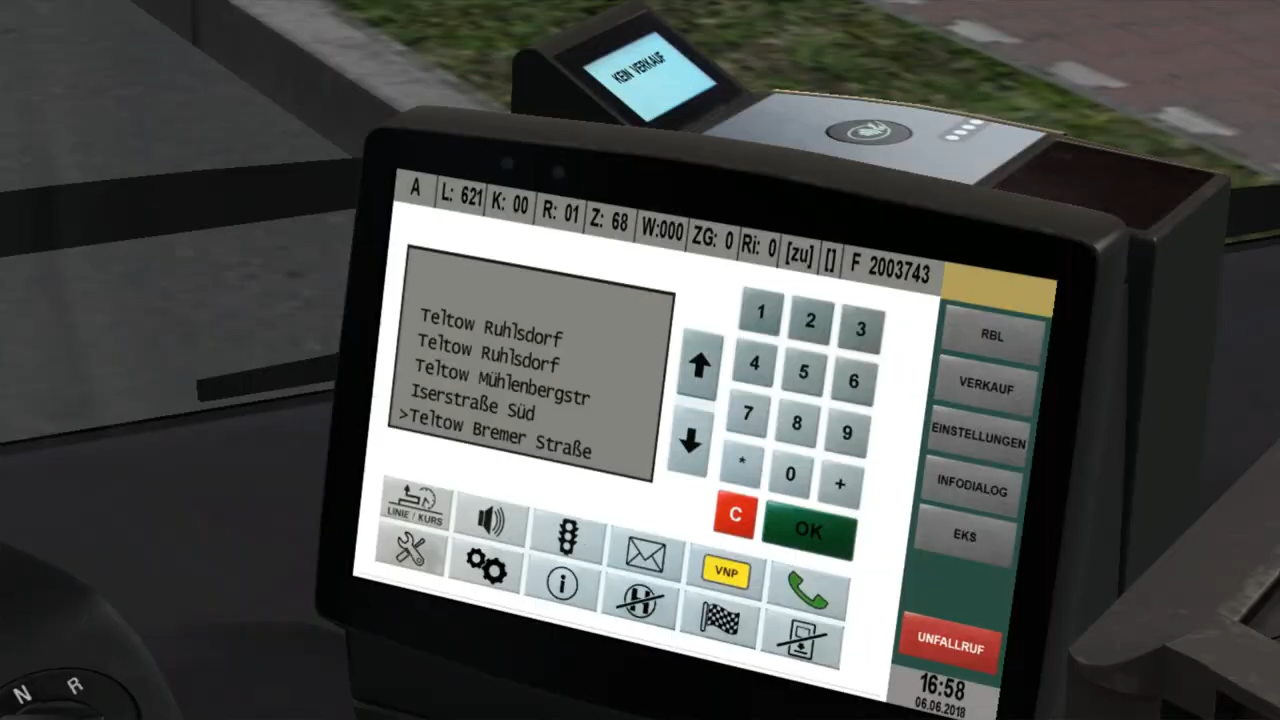 KEIN VERKAUF
A L: 621 K: 00 R: 01 Z: 68 W:000 ZG: 0 Ri: 0 [zu] [] F 2003743
Teltow Ruhlsdorf
Teltow Ruhlsdorf
Teltow Mühlenbergstr
Iserstraße Süd
>Teltow Bremer Straße
1 2 3
4 5 6
7 8 9
* 0 +
C OK
RBL
VERKAUF
EINSTELLUNGEN
INFODIALOG
EKS
LINIE / KURS
VNP
i
H
UNFALLRUF
16:58
06.06.2018
N R